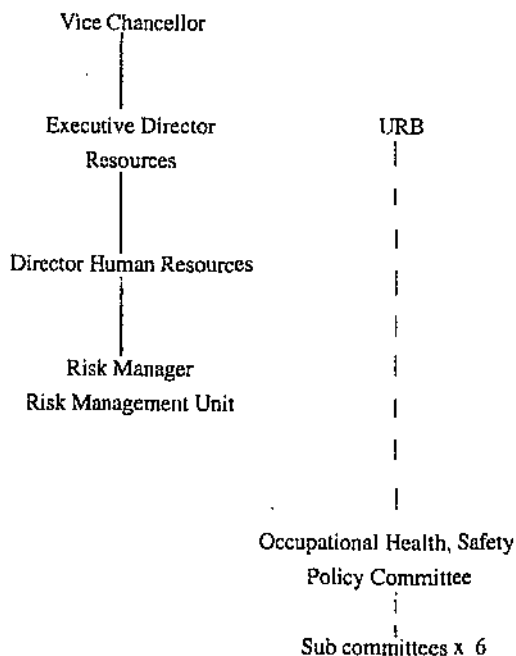 Vice Chancellor
Executive Director
Resources
URB
Director Human Resources
Risk Manager
Risk Management Unit
Occupational Health, Safety
Policy Committee
Sub committees x 6